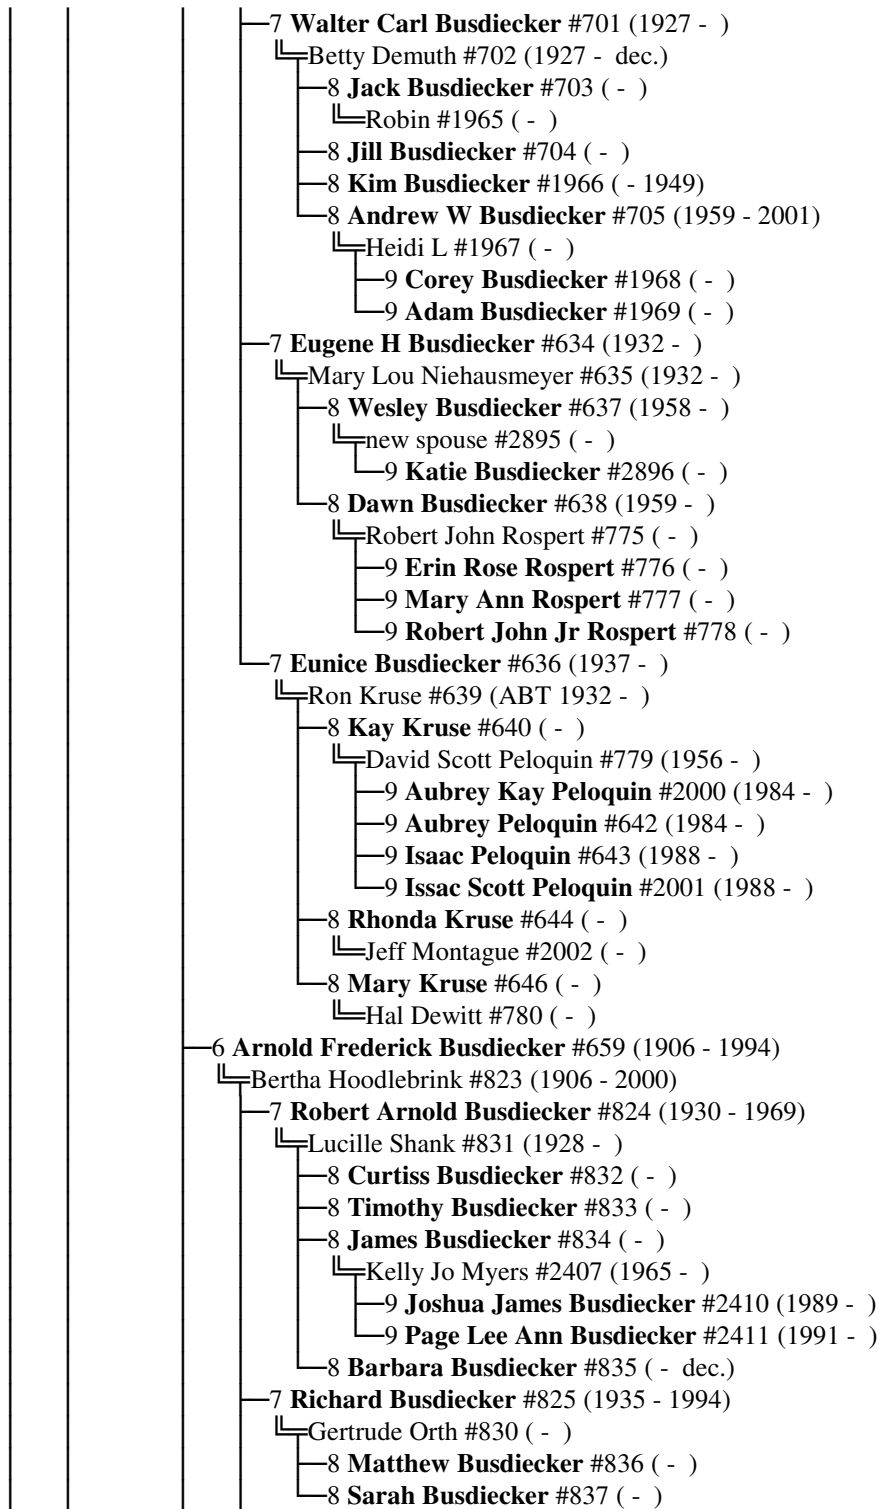 7 Walter Carl Busdiecker #701 (1927 - )
Betty Demuth #702 (1927 - dec.)
8 Jack Busdiecker #703 ( - )
Robin #1965 ( - )
8 Jill Busdiecker #704 ( - )
8 Kim Busdiecker #1966 ( - 1949)
8 Andrew W Busdiecker #705 (1959 - 2001)
Heidi L #1967 ( - )
9 Corey Busdiecker #1968 ( - )
9 Adam Busdiecker #1969 ( - )
7 Eugene H Busdiecker #634 (1932 - )
Mary Lou Niehausmeyer #635 (1932 - )
8 Wesley Busdiecker #637 (1958 - )
new spouse #2895 ( - )
9 Katie Busdiecker #2896 ( - )
8 Dawn Busdiecker #638 (1959 - )
Robert John Rospert #775 ( - )
9 Erin Rose Rospert #776 ( - )
9 Mary Ann Rospert #777 ( - )
9 Robert John Jr Rospert #778 ( - )
7 Eunice Busdiecker #636 (1937 - )
Ron Kruse #639 (ABT 1932 - )
8 Kay Kruse #640 ( - )
David Scott Peloquin #779 (1956 - )
9 Aubrey Kay Peloquin #2000 (1984 - )
9 Aubrey Peloquin #642 (1984 - )
9 Isaac Peloquin #643 (1988 - )
9 Issac Scott Peloquin #2001 (1988 - )
8 Rhonda Kruse #644 ( - )
Jeff Montague #2002 ( - )
8 Mary Kruse #646 ( - )
Hal Dewitt #780 ( - )
6 Arnold Frederick Busdiecker #659 (1906 - 1994)
Bertha Hoodlebrink #823 (1906 - 2000)
7 Robert Arnold Busdiecker #824 (1930 - 1969)
Lucille Shank #831 (1928 - )
8 Curtiss Busdiecker #832 ( - )
8 Timothy Busdiecker #833 ( - )
8 James Busdiecker #834 ( - )
Kelly Jo Myers #2407 (1965 - )
9 Joshua James Busdiecker #2410 (1989 - )
9 Page Lee Ann Busdiecker #2411 (1991 - )
8 Barbara Busdiecker #835 ( - dec.)
7 Richard Busdiecker #825 (1935 - 1994)
Gertrude Orth #830 ( - )
8 Matthew Busdiecker #836 ( - )
8 Sarah Busdiecker #837 ( - )